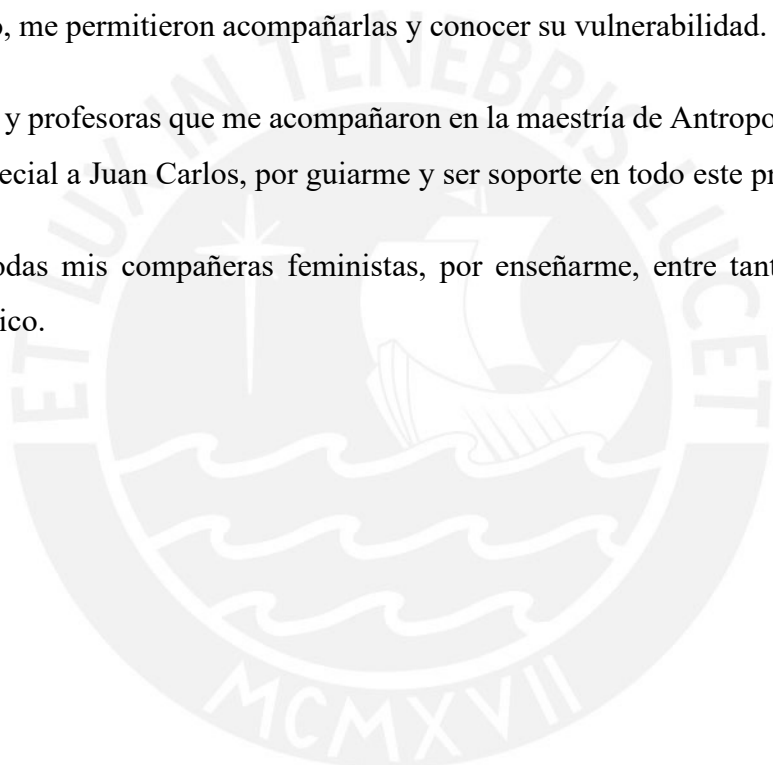 o, me permitieron acompañarlas y conocer su vulnerabilidad.
y profesoras que me acompañaron en la maestría de Antropo
ecial a Juan Carlos, por guiarme y ser soporte en todo este pr
odas mis compañeras feministas, por enseñarme, entre tant
ico.
ET LUX IN TENEBRIS LUCET
MCMXVII